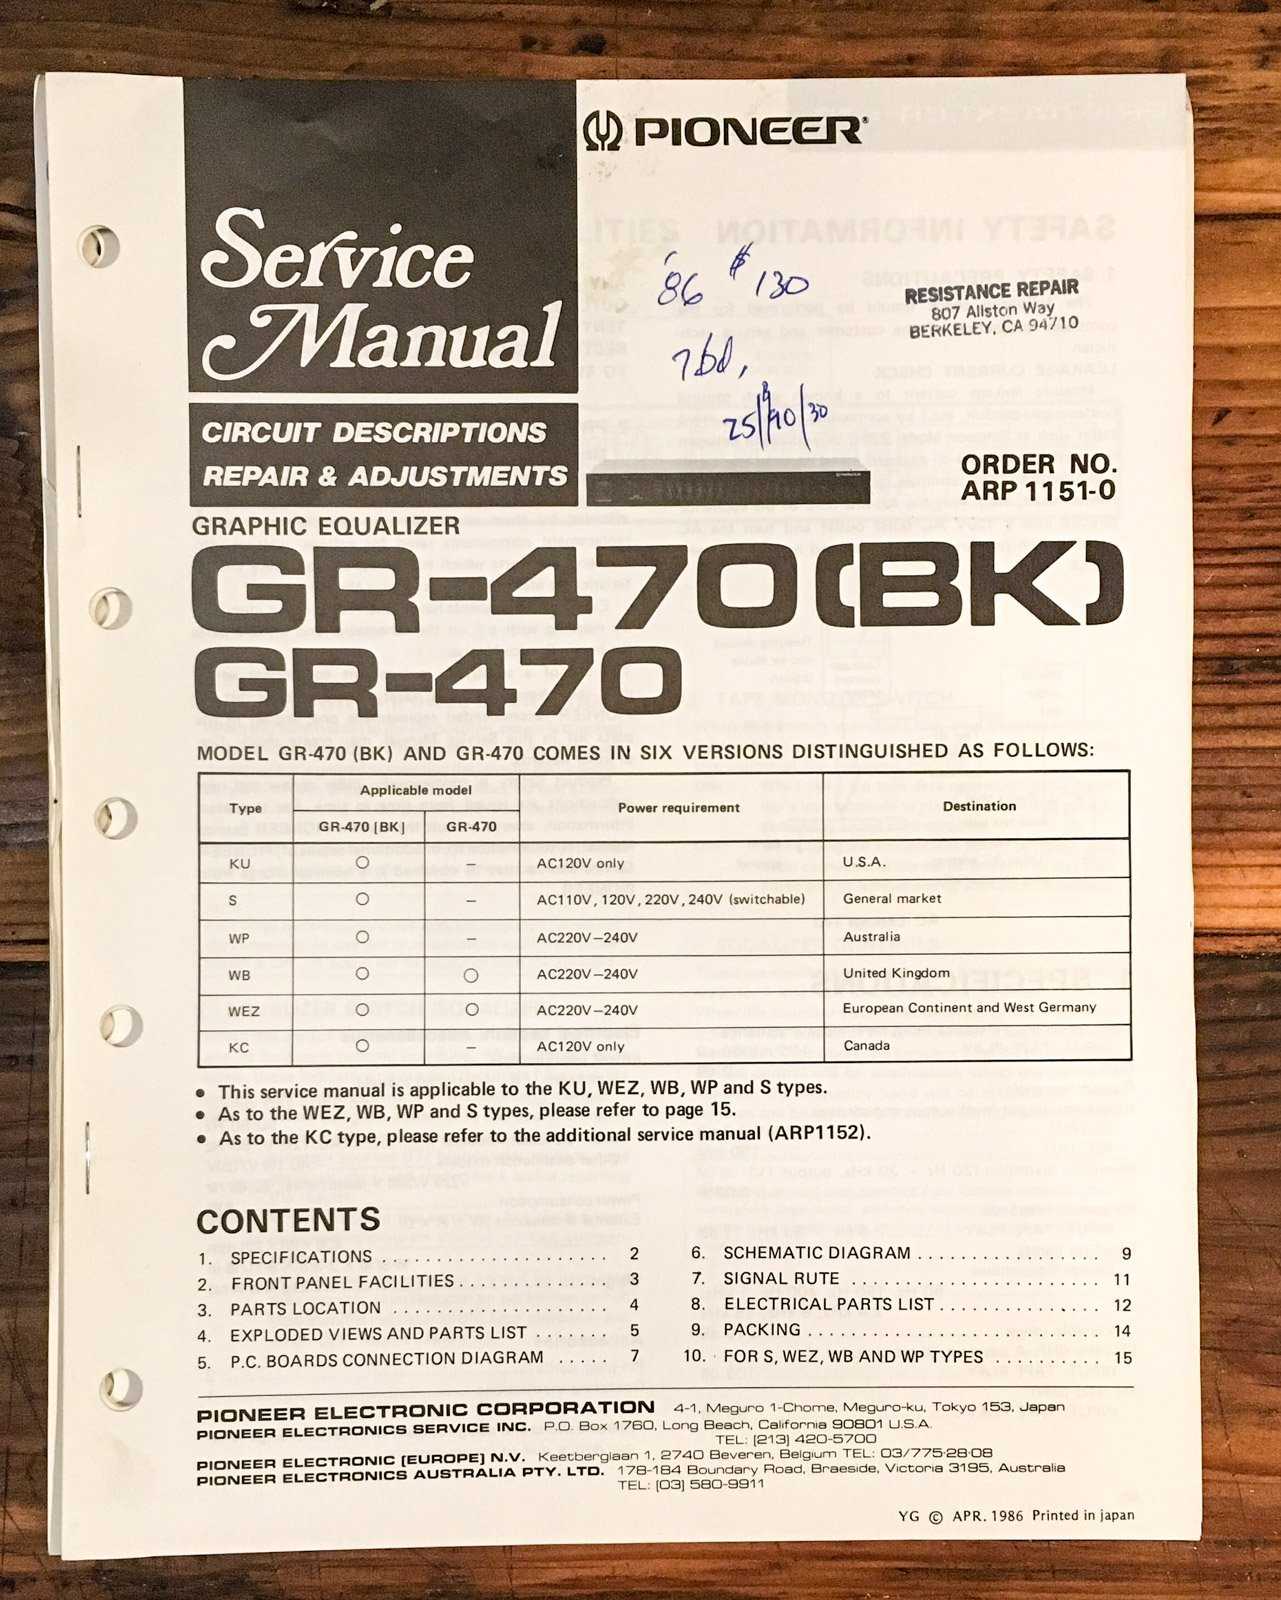 PIONEER®
Service
Manual
'86 $130
7bd,
25/$90/30
RESISTANCE REPAIR
807 Allston Way
BERKELEY, CA 94710
CIRCUIT DESCRIPTIONS
REPAIR & ADJUSTMENTS
ORDER NO.
ARP 1151-0
GRAPHIC EQUALIZER
GR-470(BK)
GR-470
MODEL GR-470 (BK) AND GR-470 COMES IN SIX VERSIONS DISTINGUISHED AS FOLLOWS:
Type Applicable model Power requirement Destination
GR-470 [BK] GR-470
KU ○ – AC120V only U.S.A.
S ○ – AC110V, 120V, 220V, 240V (switchable) General market
WP ○ – AC220V–240V Australia
WB ○ ○ AC220V–240V United Kingdom
WEZ ○ ○ AC220V–240V European Continent and West Germany
KC ○ – AC120V only Canada
● This service manual is applicable to the KU, WEZ, WB, WP and S types.
● As to the WEZ, WB, WP and S types, please refer to page 15.
● As to the KC type, please refer to the additional service manual (ARP1152).
CONTENTS
1. SPECIFICATIONS . . . . . . . . . . . . . . . . . . . . 2
2. FRONT PANEL FACILITIES . . . . . . . . . . . . . 3
3. PARTS LOCATION . . . . . . . . . . . . . . . . . . . 4
4. EXPLODED VIEWS AND PARTS LIST . . . . . . . 5
5. P.C. BOARDS CONNECTION DIAGRAM . . . . . 7
6. SCHEMATIC DIAGRAM . . . . . . . . . . . . . . . . 9
7. SIGNAL RUTE . . . . . . . . . . . . . . . . . . . . . . 11
8. ELECTRICAL PARTS LIST . . . . . . . . . . . . . . 12
9. PACKING . . . . . . . . . . . . . . . . . . . . . . . . . 14
10. FOR S, WEZ, WB AND WP TYPES . . . . . . . . . 15
PIONEER ELECTRONIC CORPORATION 4-1, Meguro 1-Chome, Meguro-ku, Tokyo 153, Japan
PIONEER ELECTRONICS SERVICE INC. P.O. Box 1760, Long Beach, California 90801 U.S.A.
TEL: [213] 420-5700
PIONEER ELECTRONIC [EUROPE] N.V. Keetberglaan 1, 2740 Beveren, Belgium TEL: 03/775·28·08
PIONEER ELECTRONICS AUSTRALIA PTY. LTD. 178-184 Boundary Road, Braeside, Victoria 3195, Australia
TEL: [03] 580-9911
YG © APR. 1986 Printed in japan